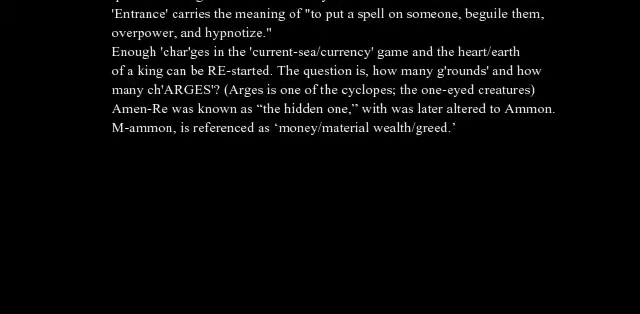 'Entrance' carries the meaning of "to put a spell on someone, beguile them,
overpower, and hypnotize."
Enough 'char'ges in the 'current-sea/currency' game and the heart/earth
of a king can be RE-started. The question is, how many g'rounds' and how
many ch'ARGES'? (Arges is one of the cyclopes; the one-eyed creatures)
Amen-Re was known as “the hidden one,” with was later altered to Ammon.
M-ammon, is referenced as ‘money/material wealth/greed.’